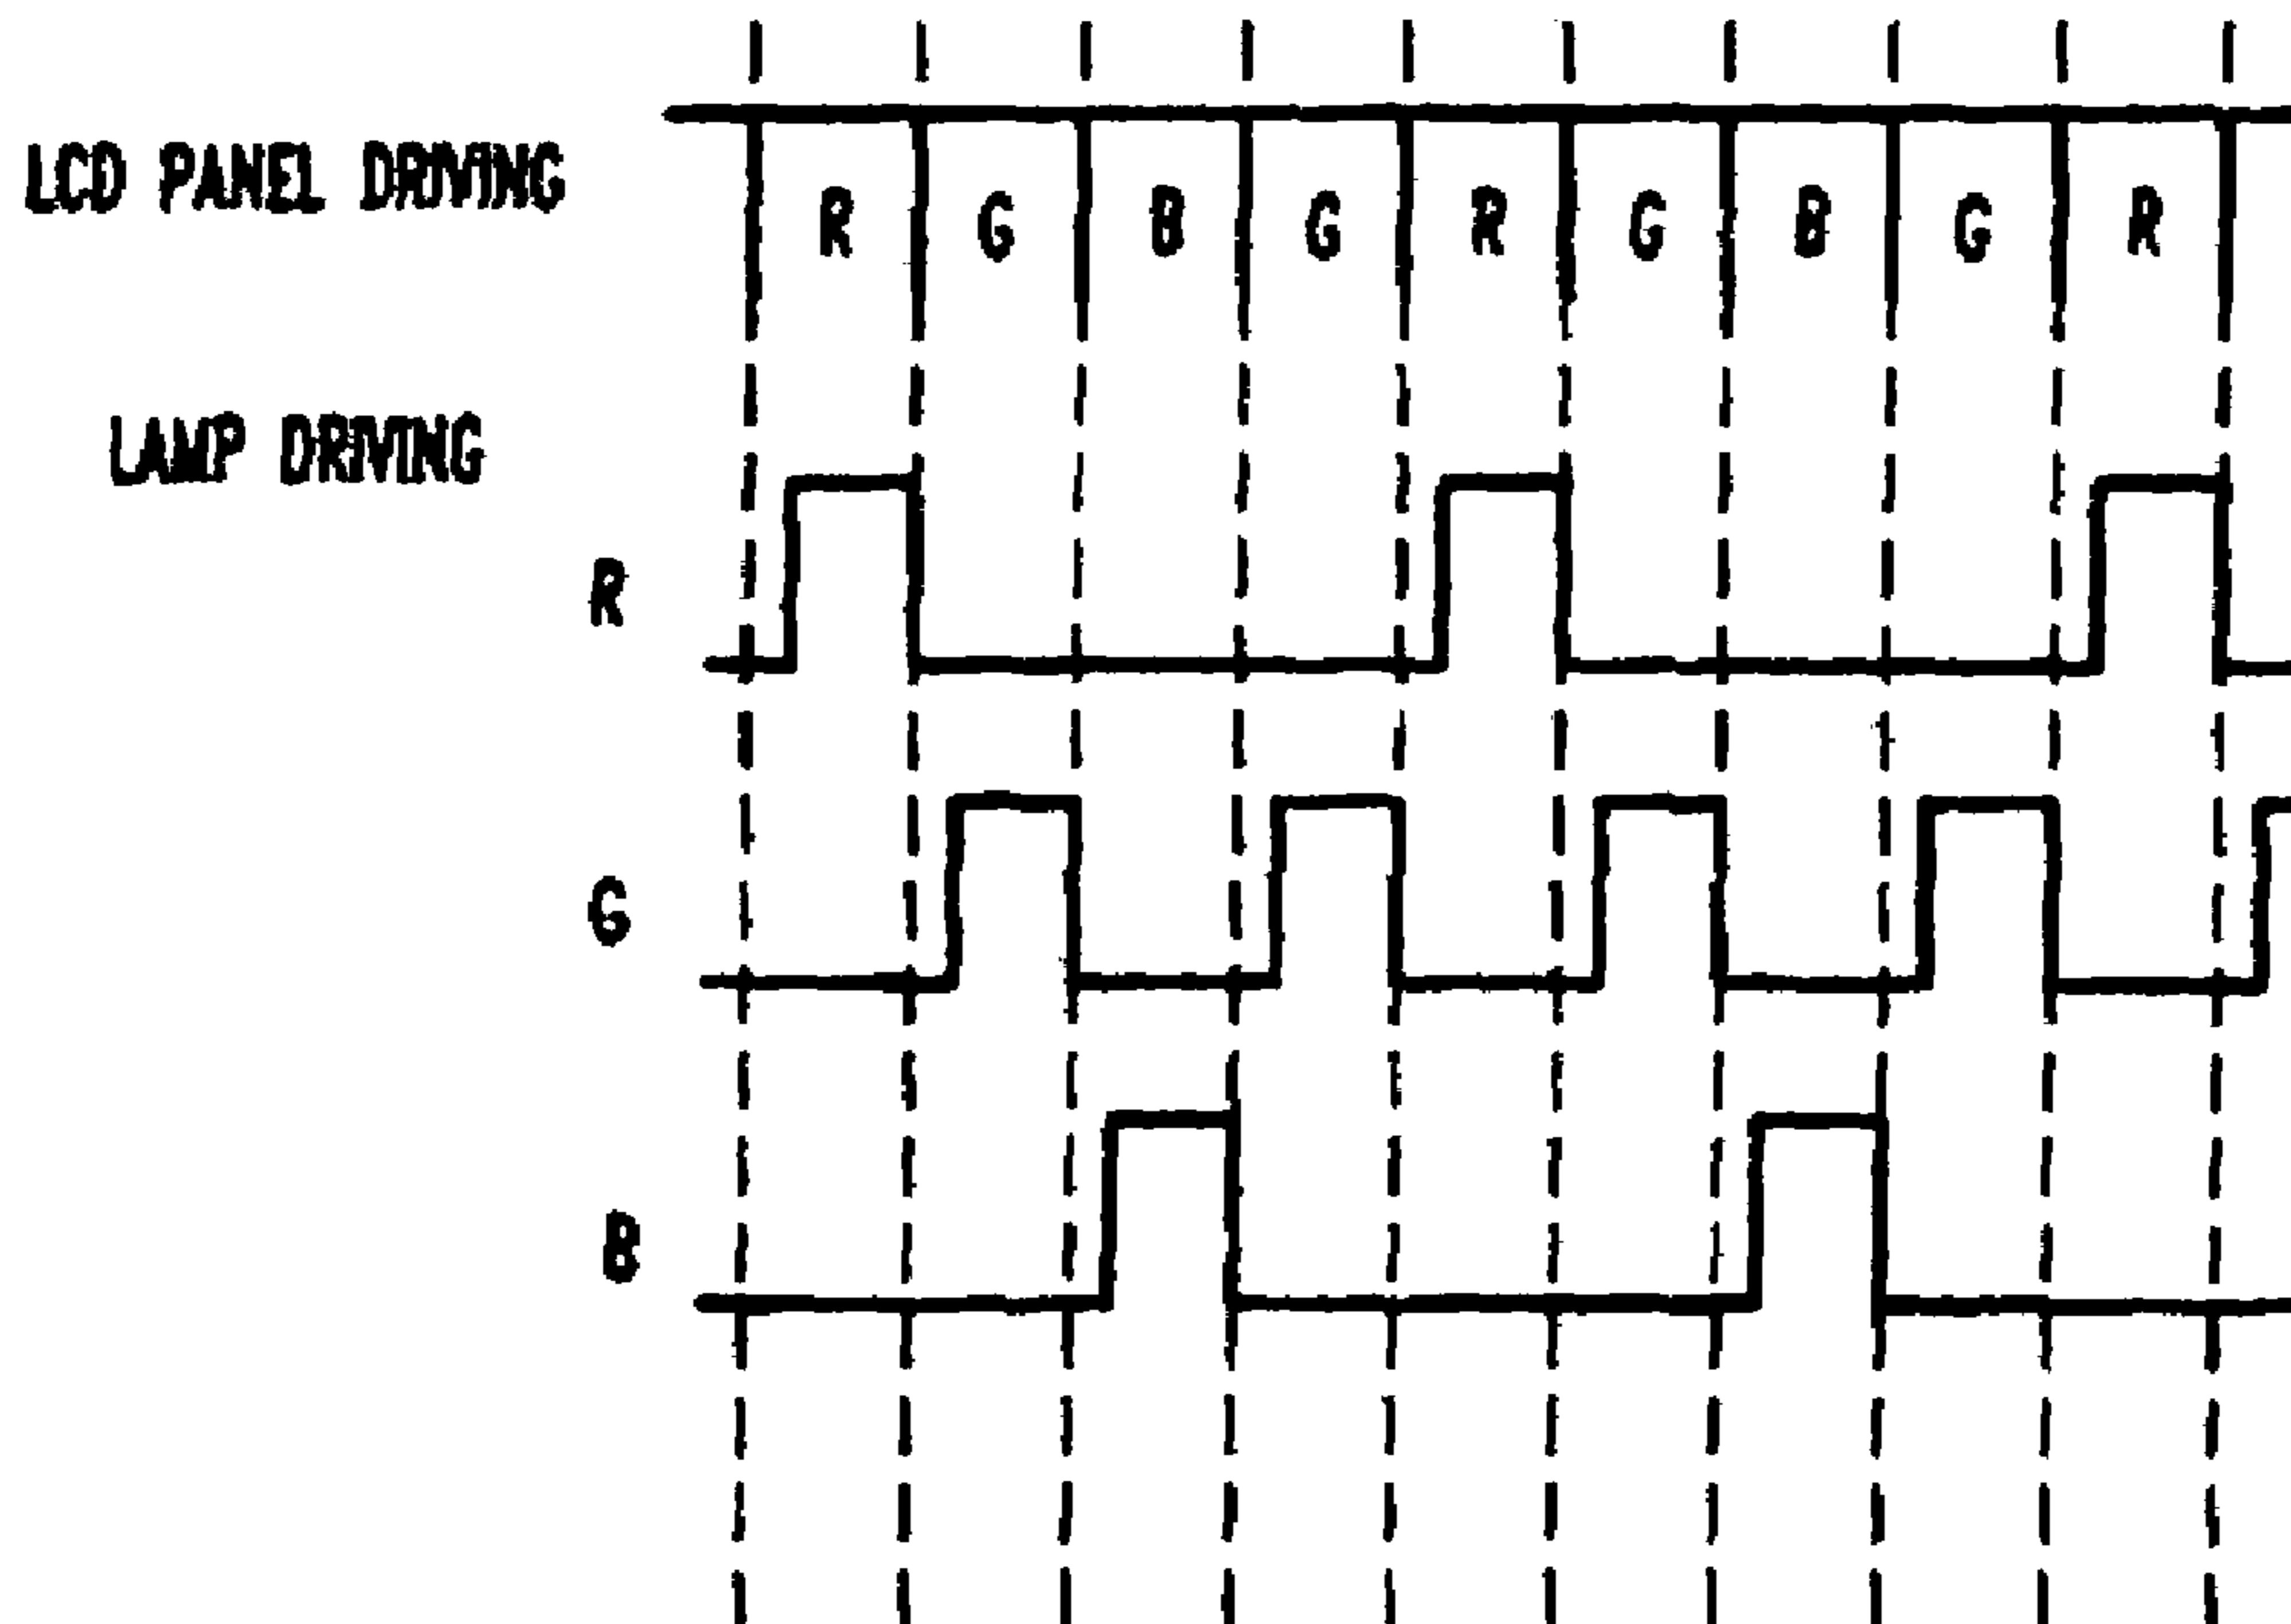 LCD PANEL DRIVING
R G B G R G B G R
LAMP DRIVING
R
G
B